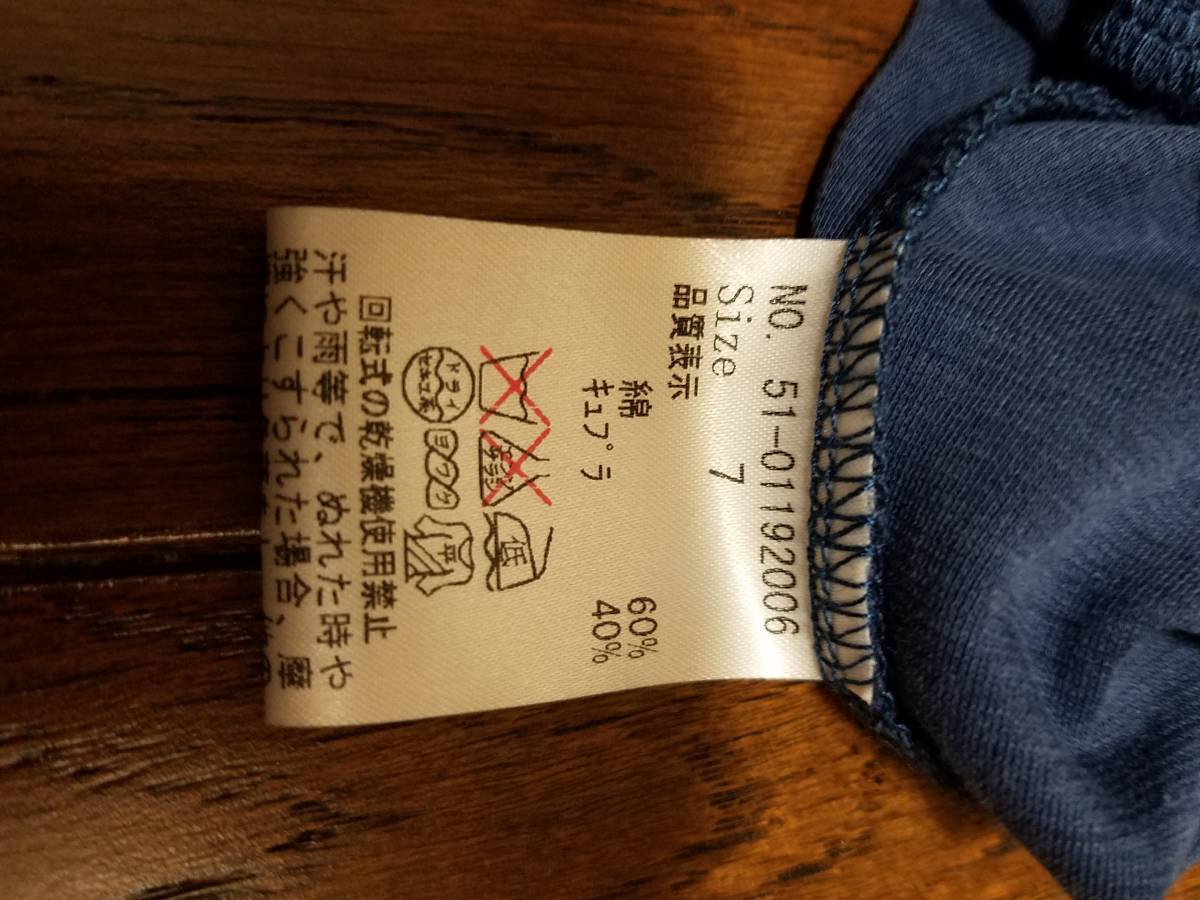 NO. 51-01192006
Size 7
品質表示
綿 60%
ｷｭﾌﾟﾗ 40%
低
ドライ
セキユ系
ヨワク
平
回転式の乾燥機使用禁止
汗や雨等で、ぬれた時や
強くこすられた場合、摩